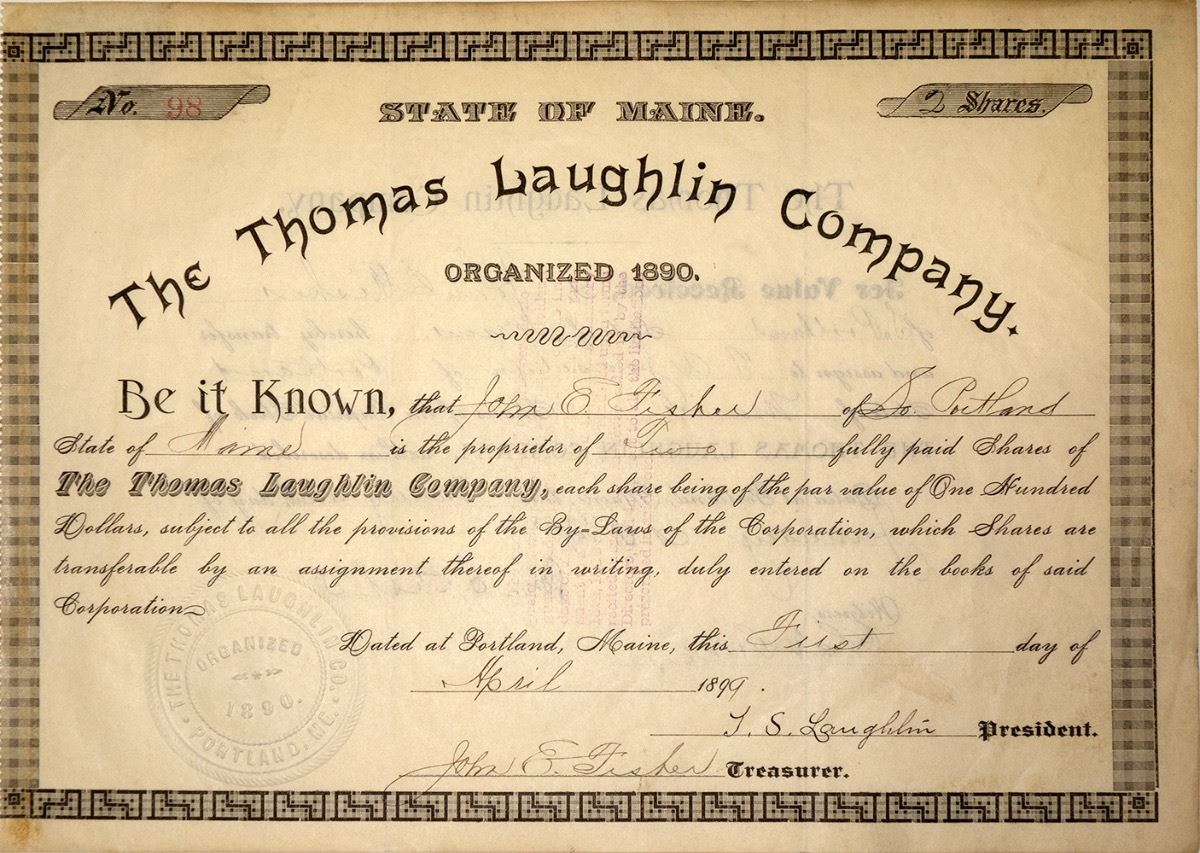 No. 98
STATE OF MAINE.
2 Shares.
The Thomas Laughlin Company.
ORGANIZED 1890.
Be it Known, that John E. Fisher of So. Portland
State of Maine is the proprietor of Two fully paid Shares of
The Thomas Laughlin Company, each share being of the par value of One Hundred
Dollars, subject to all the provisions of the By-Laws of the Corporation, which Shares are
transferable by an assignment thereof in writing, duly entered on the books of said
Corporation
Dated at Portland, Maine, this First day of
April 1899.
T. S. Laughlin President.
John E. Fisher Treasurer.
THE THOMAS LAUGHLIN CO.
ORGANIZED
1890.
PORTLAND, ME.